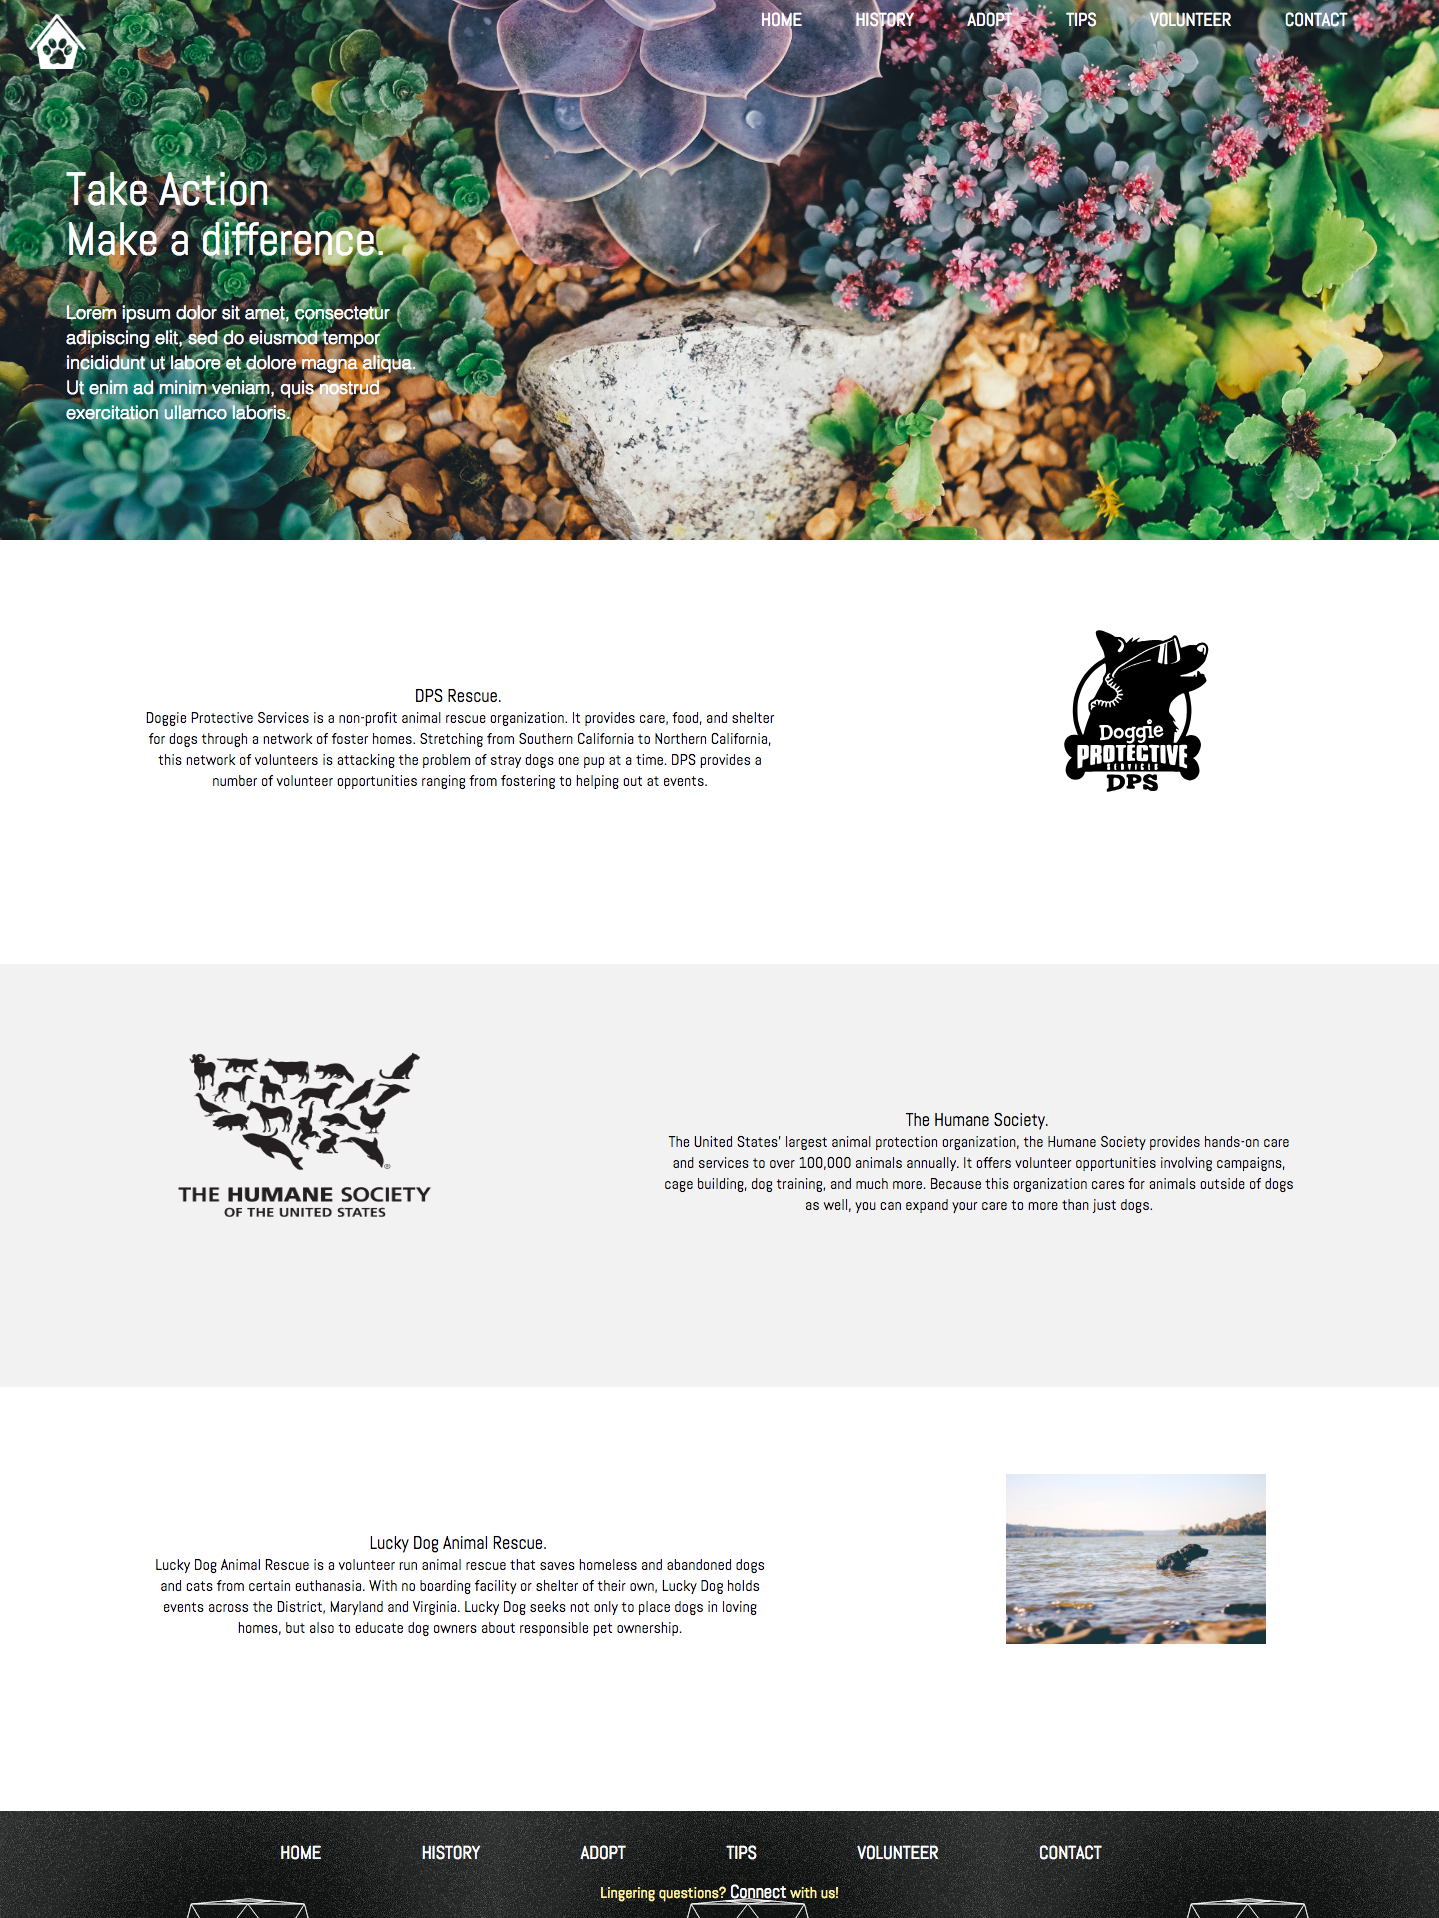 HOME HISTORY ADOPT TIPS VOLUNTEER CONTACT
Take Action
Make a difference.
Lorem ipsum dolor sit amet, consectetur
adipiscing elit, sed do eiusmod tempor
incididunt ut labore et dolore magna aliqua.
Ut enim ad minim veniam, quis nostrud
exercitation ullamco laboris.
DPS Rescue.
Doggie Protective Services is a non-profit animal rescue organization. It provides care, food, and shelter
for dogs through a network of foster homes. Stretching from Southern California to Northern California,
this network of volunteers is attacking the problem of stray dogs one pup at a time. DPS provides a
number of volunteer opportunities ranging from fostering to helping out at events.
Doggie
PROTECTIVE
SERVICES
DPS
THE HUMANE SOCIETY
OF THE UNITED STATES
The Humane Society.
The United States' largest animal protection organization, the Humane Society provides hands-on care
and services to over 100,000 animals annually. It offers volunteer opportunities involving campaigns,
cage building, dog training, and much more. Because this organization cares for animals outside of dogs
as well, you can expand your care to more than just dogs.
Lucky Dog Animal Rescue.
Lucky Dog Animal Rescue is a volunteer run animal rescue that saves homeless and abandoned dogs
and cats from certain euthanasia. With no boarding facility or shelter of their own, Lucky Dog holds
events across the District, Maryland and Virginia. Lucky Dog seeks not only to place dogs in loving
homes, but also to educate dog owners about responsible pet ownership.
HOME HISTORY ADOPT TIPS VOLUNTEER CONTACT
Lingering questions? Connect with us!